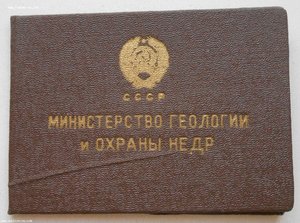 СССР
МИНИСТЕРСТВО ГЕОЛОГИИ
И ОХРАНЫ НЕДР